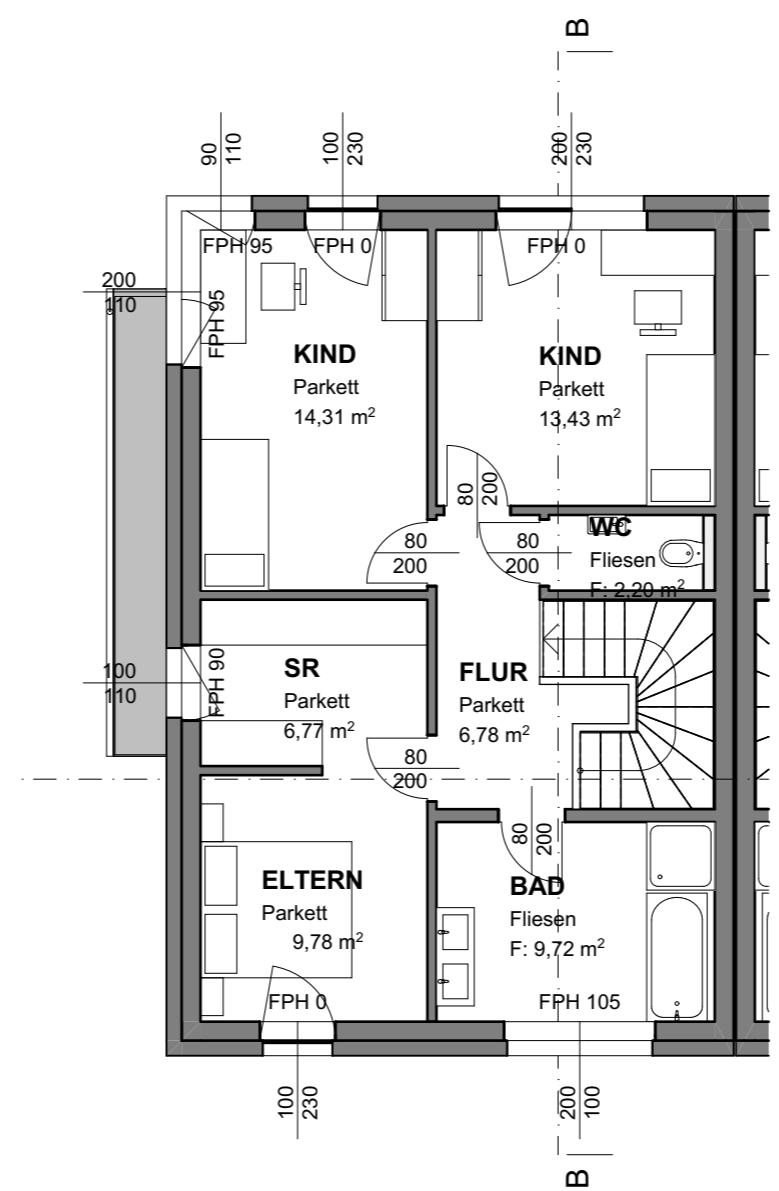 B
90
110
100
230
200
230
FPH 95
FPH 0
FPH 0
200
110
FPH 95
KIND
Parkett
14,31 m²
KIND
Parkett
13,43 m²
80
200
80
200
80
200
WC
Fliesen
F: 2,20 m²
100
110
FPH 90
SR
Parkett
6,77 m²
FLUR
Parkett
6,78 m²
80
200
80
200
ELTERN
Parkett
9,78 m²
BAD
Fliesen
F: 9,72 m²
FPH 0
FPH 105
100
230
200
100
B